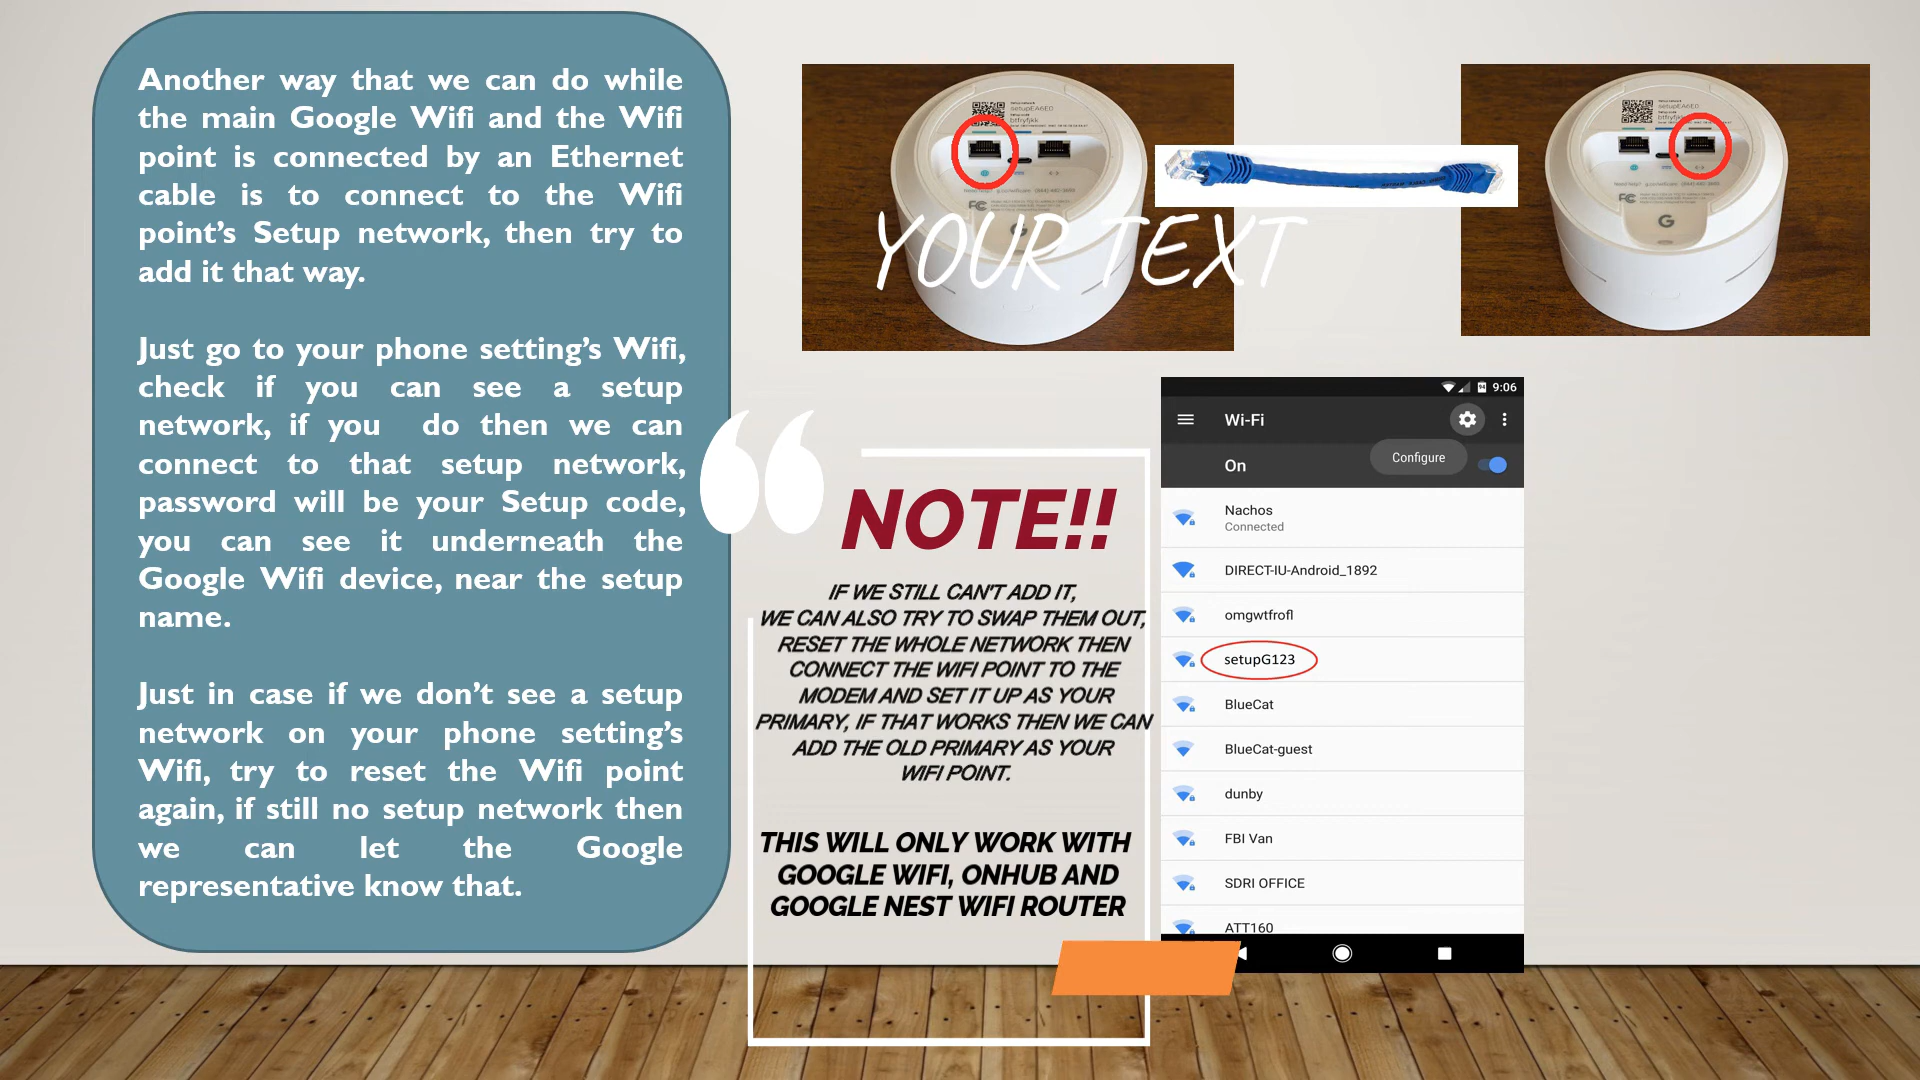 Another way that we can do while
the main Google Wifi and the Wifi
point is connected by an Ethernet
cable is to connect to the Wifi
point's Setup network, then try to
add it that way.
Just go to your phone setting's Wifi,
check if you can see a setup
network, if you do then we can
connect to that setup network,
password will be your Setup code,
you can see it underneath the
Google Wifi device, near the setup
name.
Just in case if we don't see a setup
network on your phone setting's
Wifi, try to reset the Wifi point
again, if still no setup network then
we can let the Google
representative know that.
setupEA6E0
btfryfjkk
FC
G
YOUR TEXT
setupEA6E0
btfryfjkk
FC
G
NOTE!!
IF WE STILL CAN'T ADD IT,
WE CAN ALSO TRY TO SWAP THEM OUT,
RESET THE WHOLE NETWORK THEN
CONNECT THE WIFI POINT TO THE
MODEM AND SET IT UP AS YOUR
PRIMARY, IF THAT WORKS THEN WE CAN
ADD THE OLD PRIMARY AS YOUR
WIFI POINT.
THIS WILL ONLY WORK WITH
GOOGLE WIFI, ONHUB AND
GOOGLE NEST WIFI ROUTER
9:06
Wi-Fi
Configure
On
Nachos
Connected
DIRECT-IU-Android_1892
omgwtfrofl
setupG123
BlueCat
BlueCat-guest
dunby
FBI Van
SDRI OFFICE
ATT160